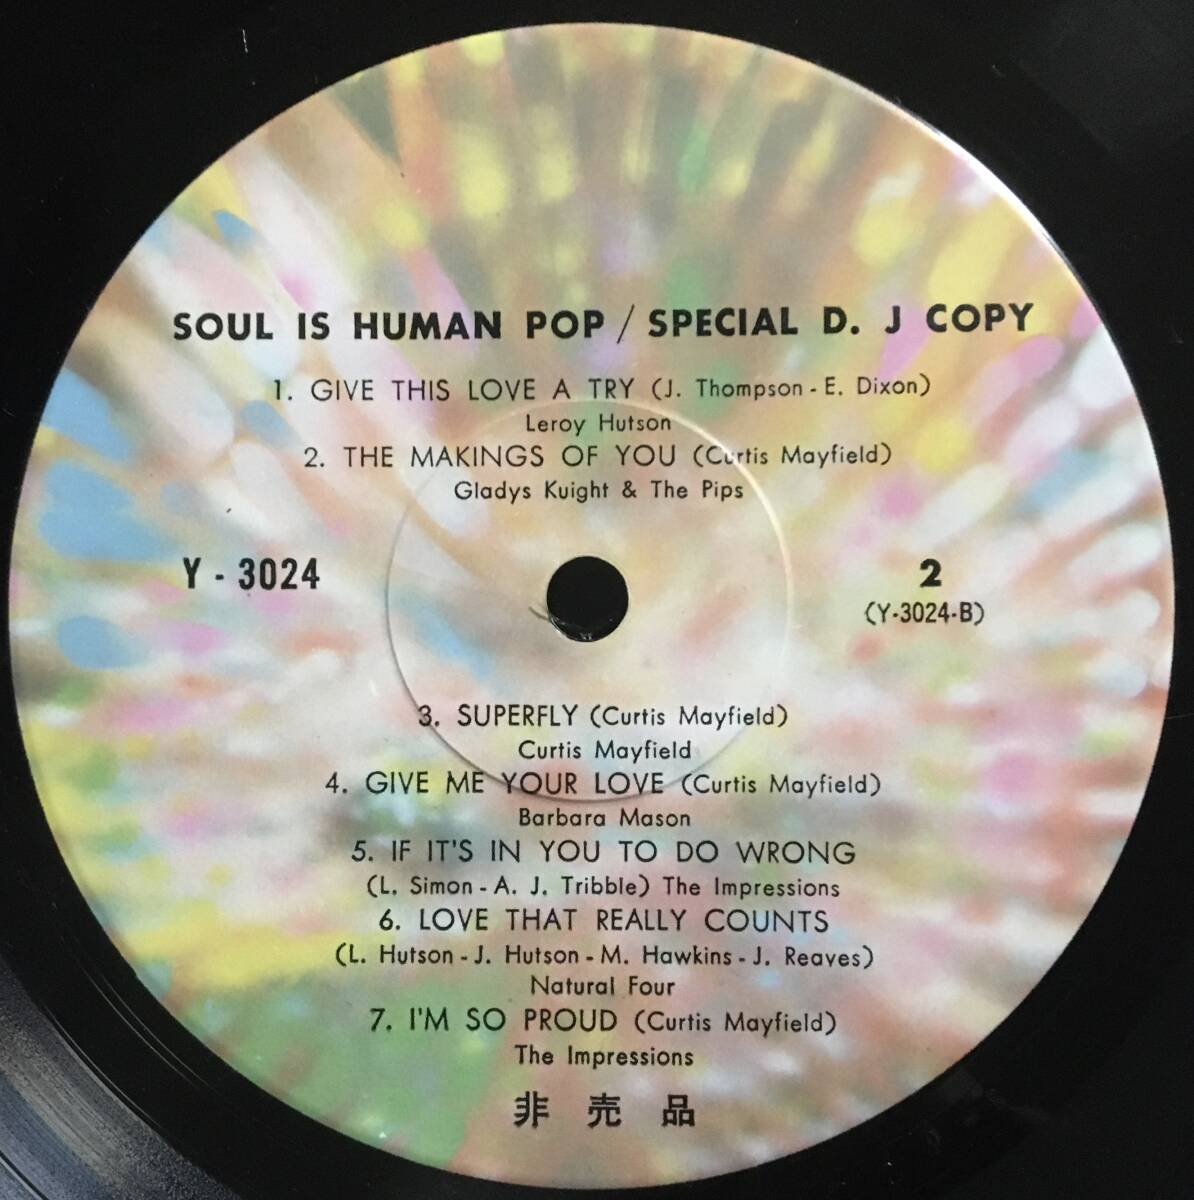 SOUL IS HUMAN POP / SPECIAL D. J COPY
1. GIVE THIS LOVE A TRY (J. Thompson - E. Dixon)
Leroy Hutson
2. THE MAKINGS OF YOU (Curtis Mayfield)
Gladys Kuight & The Pips
Y - 3024
2
(Y-3024-B)
3. SUPERFLY (Curtis Mayfield)
Curtis Mayfield
4. GIVE ME YOUR LOVE (Curtis Mayfield)
Barbara Mason
5. IF IT'S IN YOU TO DO WRONG
(L. Simon - A. J. Tribble) The Impressions
6. LOVE THAT REALLY COUNTS
(L. Hutson - J. Hutson - M. Hawkins - J. Reaves)
Natural Four
7. I'M SO PROUD (Curtis Mayfield)
The Impressions
非売品